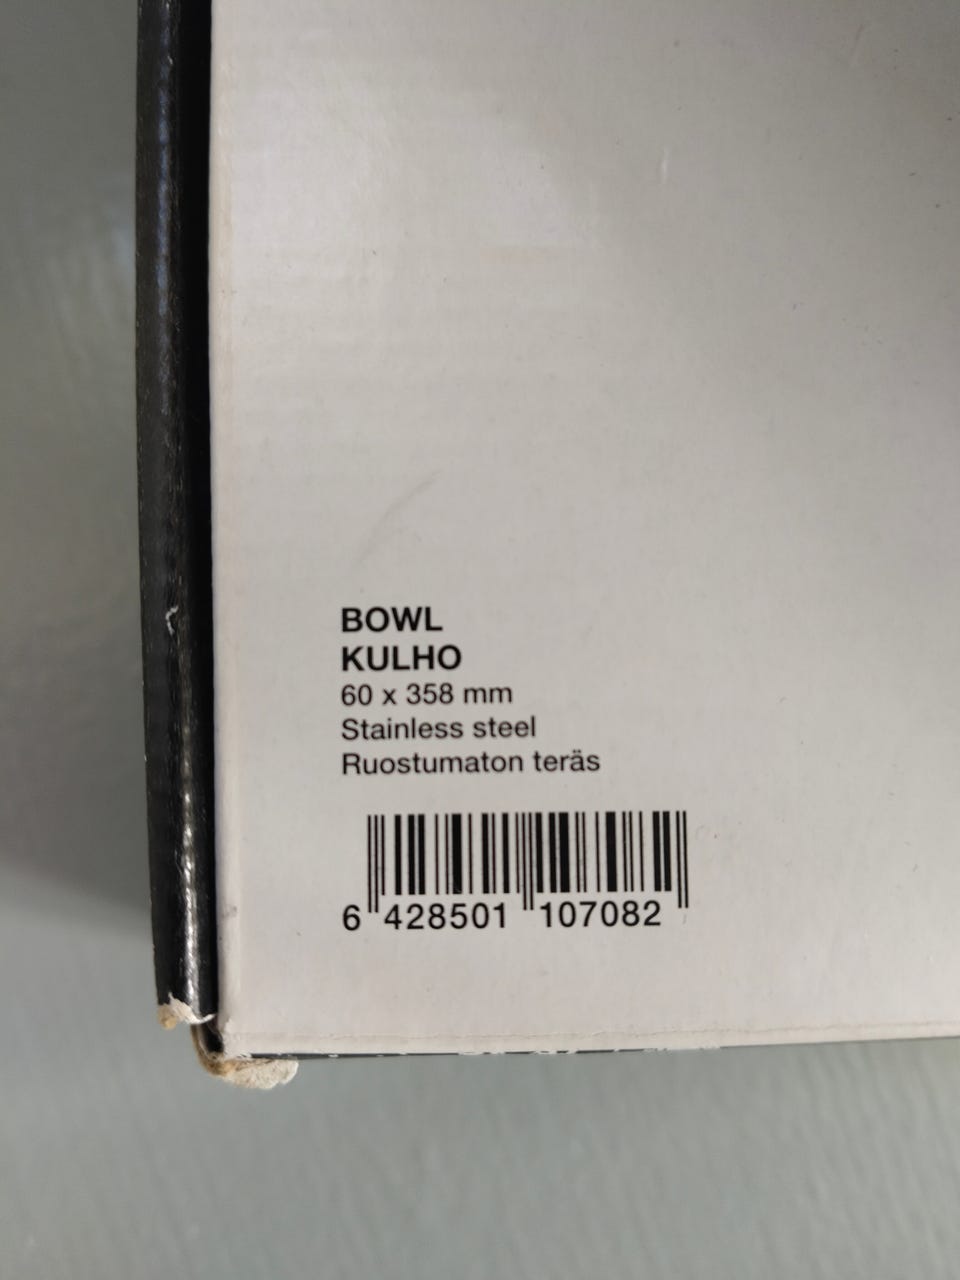 BOWL
KULHO
60 x 358 mm
Stainless steel
Ruostumaton teräs
6 428501 107082